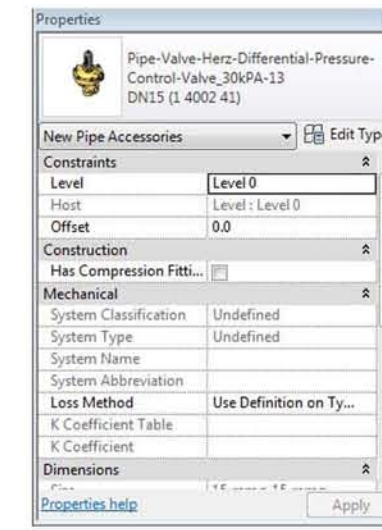 Properties
Pipe-Valve-Herz-Differential-Pressure-
Control-Valve_30kPA-13
DN15 (1 4002 41)
New Pipe Accessories Edit Typ
Constraints
Level Level 0
Host Level : Level 0
Offset 0.0
Construction
Has Compression Fitti...
Mechanical
System Classification Undefined
System Type Undefined
System Name
System Abbreviation
Loss Method Use Definition on Ty...
K Coefficient Table
K Coefficient
Dimensions
Properties help Apply